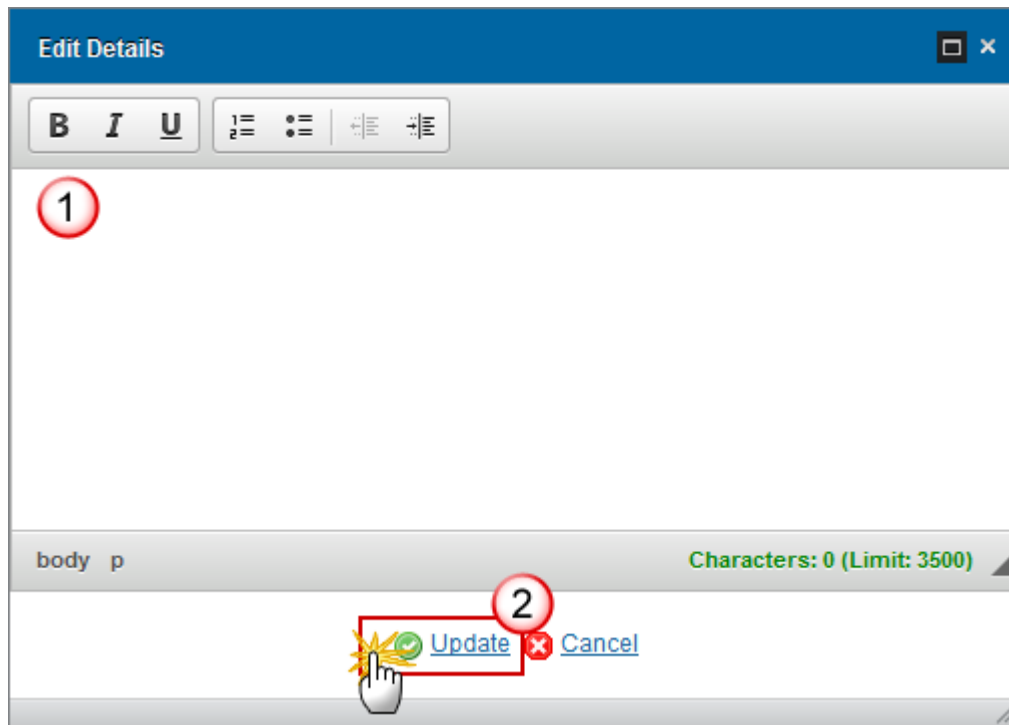 Edit Details
B I U
1
body p Characters: 0 (Limit: 3500)
2
Update Cancel